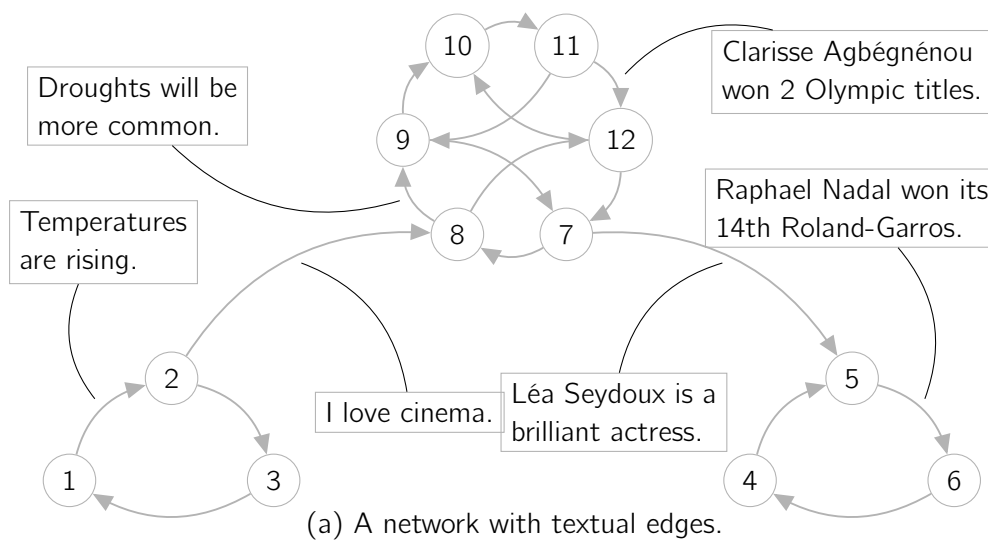 10
11
Clarisse Agbégnénou
won 2 Olympic titles.
Droughts will be
more common.
9
12
Raphael Nadal won its
14th Roland-Garros.
Temperatures
are rising.
8
7
2
5
I love cinema.
Léa Seydoux is a
brilliant actress.
1
3
4
6
(a) A network with textual edges.